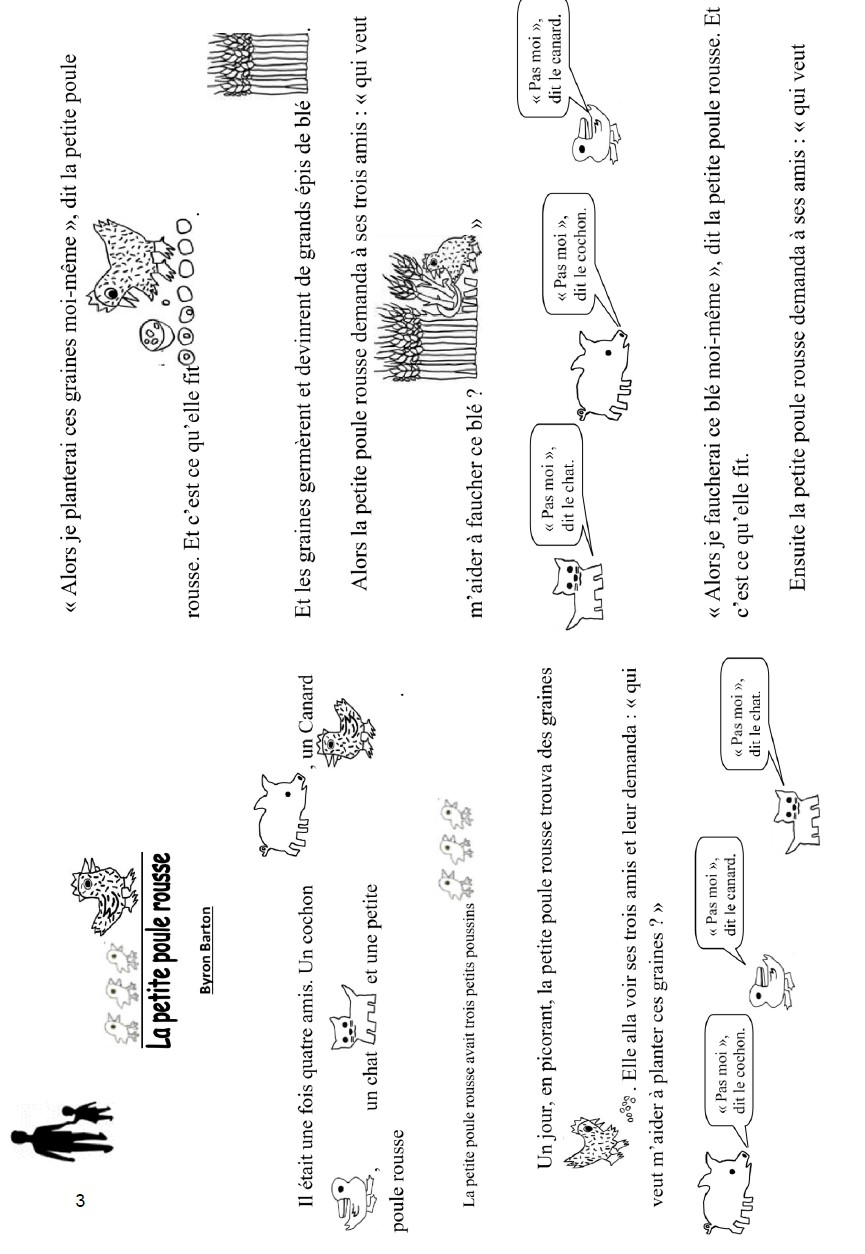 3
La petite poule rousse
Byron Barton
Il était une fois quatre amis. Un cochon , un Canard
, un chat et une petite
poule rousse .
La petite poule rousse avait trois petits poussins
Un jour, en picorant, la petite poule rousse trouva des graines
. Elle alla voir ses trois amis et leur demanda : « qui
veut m’aider à planter ces graines ? »
« Pas moi »,
dit le cochon.
« Pas moi »,
dit le canard.
« Pas moi »,
dit le chat.
« Alors je planterai ces graines moi-même », dit la petite poule
rousse. Et c’est ce qu’elle fit .
Et les graines germèrent et devinrent de grands épis de blé .
Alors la petite poule rousse demanda à ses trois amis : « qui veut
m’aider à faucher ce blé ? »
« Pas moi »,
dit le chat.
« Pas moi »,
dit le cochon.
« Pas moi »,
dit le canard.
« Alors je faucherai ce blé moi-même », dit la petite poule rousse. Et
c’est ce qu’elle fit.
Ensuite la petite poule rousse demanda à ses amis : « qui veut